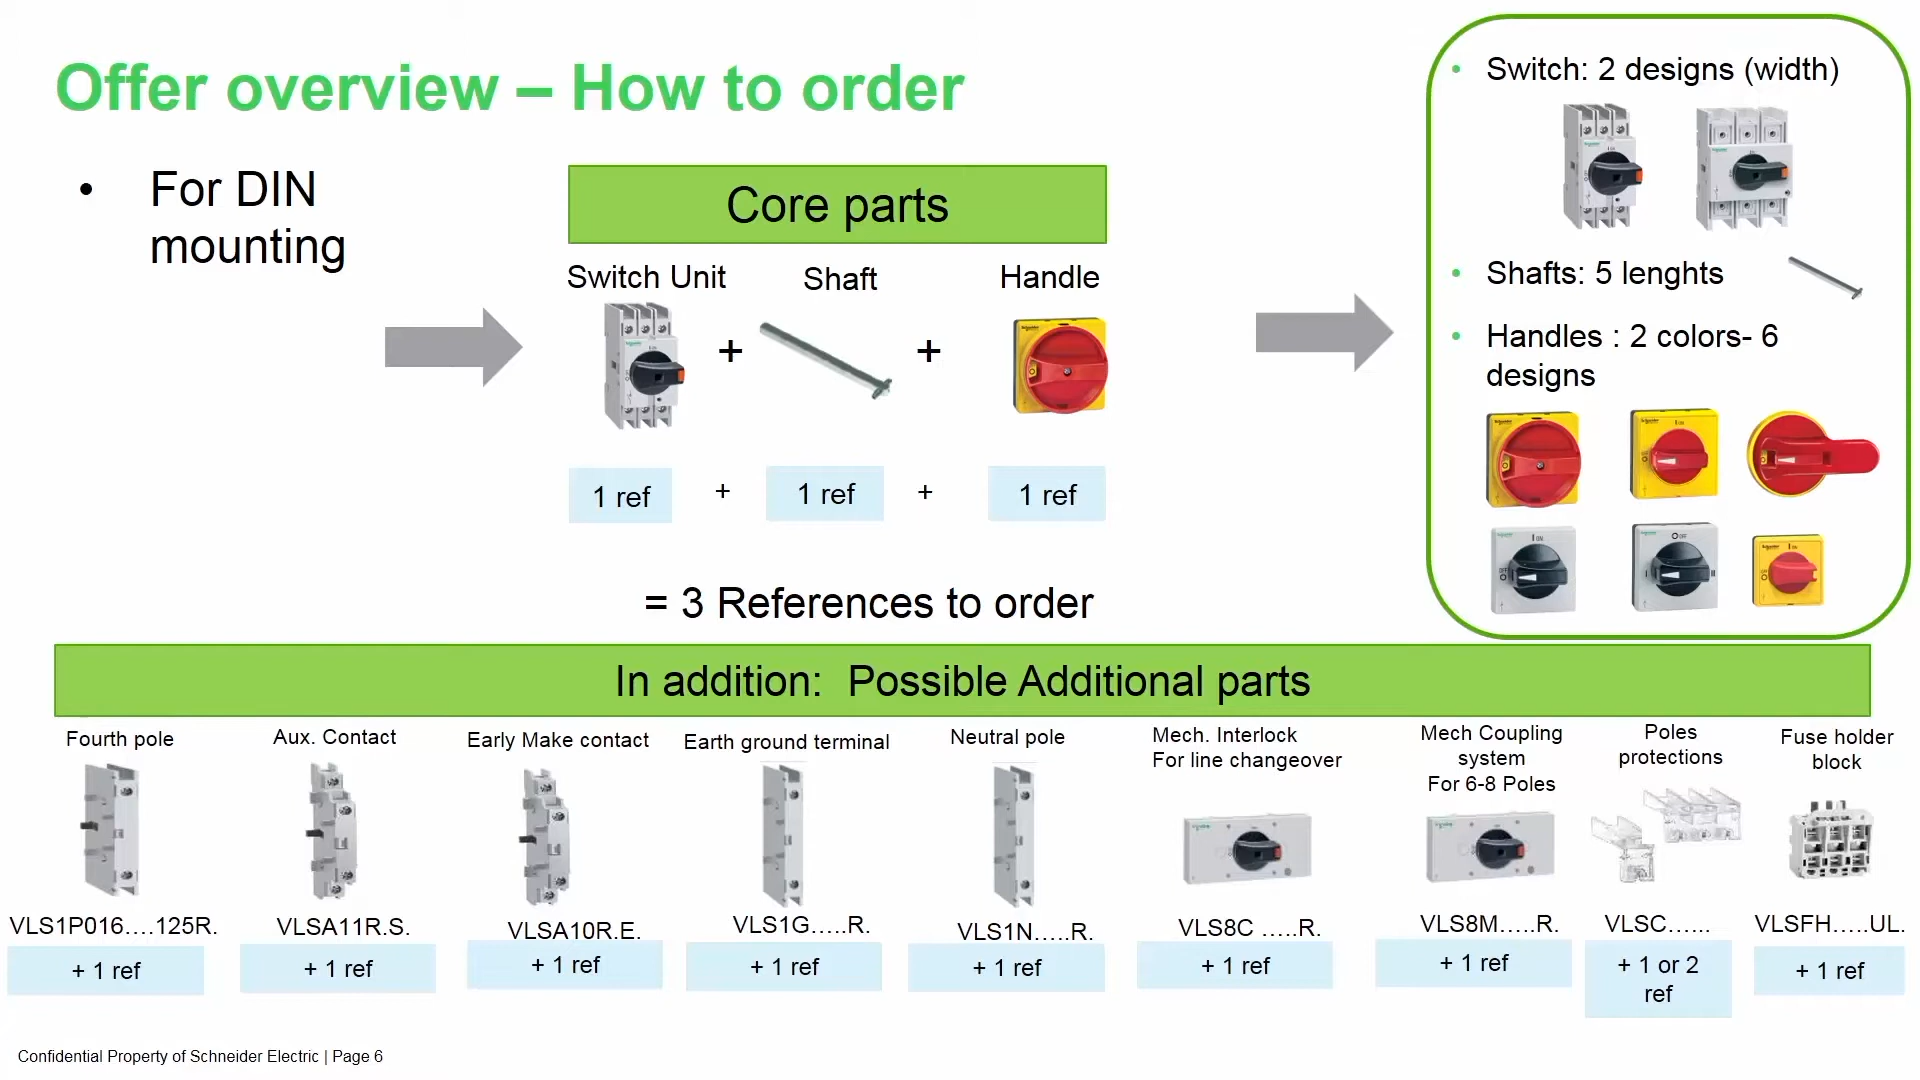 Offer overview – How to order
• For DIN
mounting
Core parts
Switch Unit
Shaft
Handle
+
+
1 ref
+
1 ref
+
1 ref
= 3 References to order
• Switch: 2 designs (width)
• Shafts: 5 lenghts
• Handles : 2 colors- 6
designs
In addition: Possible Additional parts
Fourth pole
VLS1P016....125R.
+ 1 ref
Aux. Contact
VLSA11R.S.
+ 1 ref
Early Make contact
VLSA10R.E.
+ 1 ref
Earth ground terminal
VLS1G.....R.
+ 1 ref
Neutral pole
VLS1N.....R.
+ 1 ref
Mech. Interlock
For line changeover
VLS8C .....R.
+ 1 ref
Mech Coupling
system
For 6-8 Poles
VLS8M.....R.
+ 1 ref
Poles
protections
VLSC......
+ 1 or 2
ref
Fuse holder
block
VLSFH.....UL.
+ 1 ref
Confidential Property of Schneider Electric | Page 6